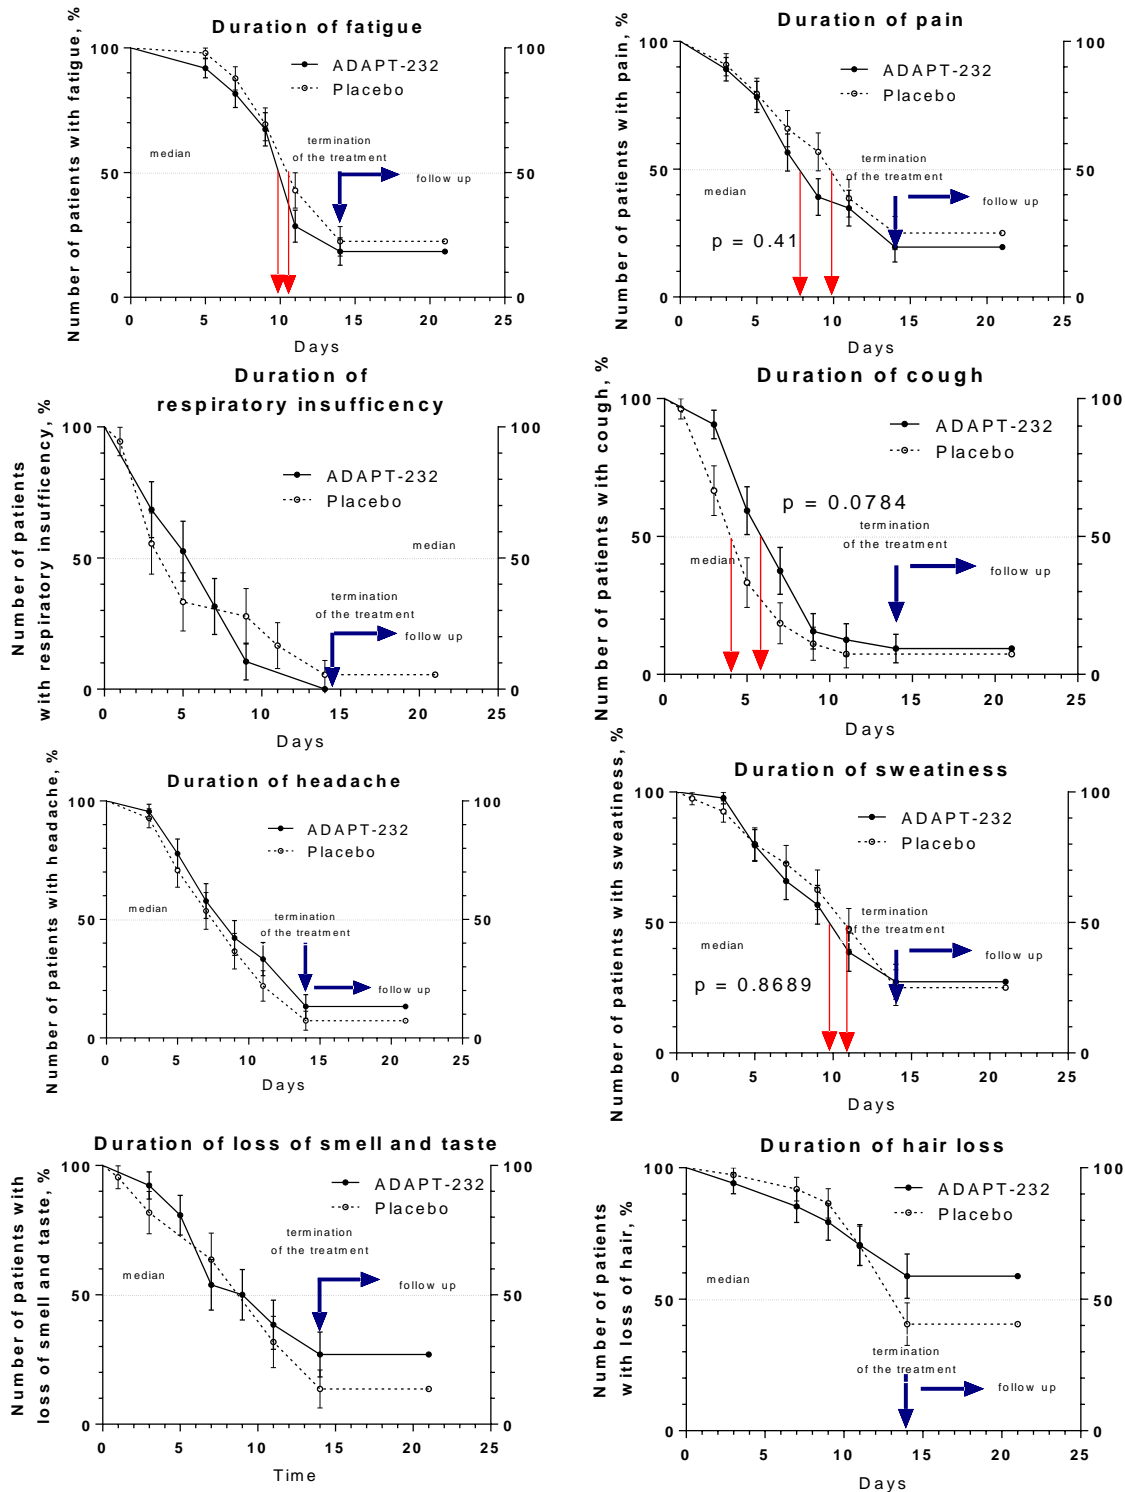 Duration of fatigue
Number of patients with fatigue, %
100
50
0
100
50
0
ADAPT-232
Placebo
termination
of the treatment
median
follow up
0 5 10 15 20 25
Days
Duration of pain
Number of patients with pain, %
100
50
0
100
50
0
ADAPT-232
Placebo
termination
of the treatment
median
follow up
p = 0.41
0 5 10 15 20 25
Days
Duration of
respiratory insufficency
Number of patients
with respiratory insufficency, %
100
50
0
100
50
0
ADAPT-232
Placebo
median
termination
of the treatment
follow up
0 5 10 15 20 25
Days
Duration of cough
Number of patients with cough, %
100
50
0
100
50
0
ADAPT-232
Placebo
p = 0.0784
termination
of the treatment
median
follow up
0 5 10 15 20 25
Days
Duration of headache
Number of patients with headache, %
100
50
0
100
50
0
ADAPT-232
Placebo
median
termination
of the treatment
follow up
0 5 10 15 20 25
Days
Duration of sweatiness
Number of patients with sweatiness, %
100
50
0
100
50
0
ADAPT-232
Placebo
termination
of the treatment
median
follow up
p = 0.8689
0 5 10 15 20 25
Days
Duration of loss of smell and taste
Number of patients with
loss of smell and taste, %
100
50
0
100
50
0
ADAPT-232
Placebo
termination
of the treatment
median
follow up
0 5 10 15 20 25
Time
Duration of hair loss
Number of patients
with loss of hair, %
100
50
0
100
50
0
ADAPT-232
Placebo
median
termination
of the treatment
follow up
0 5 10 15 20 25
Days